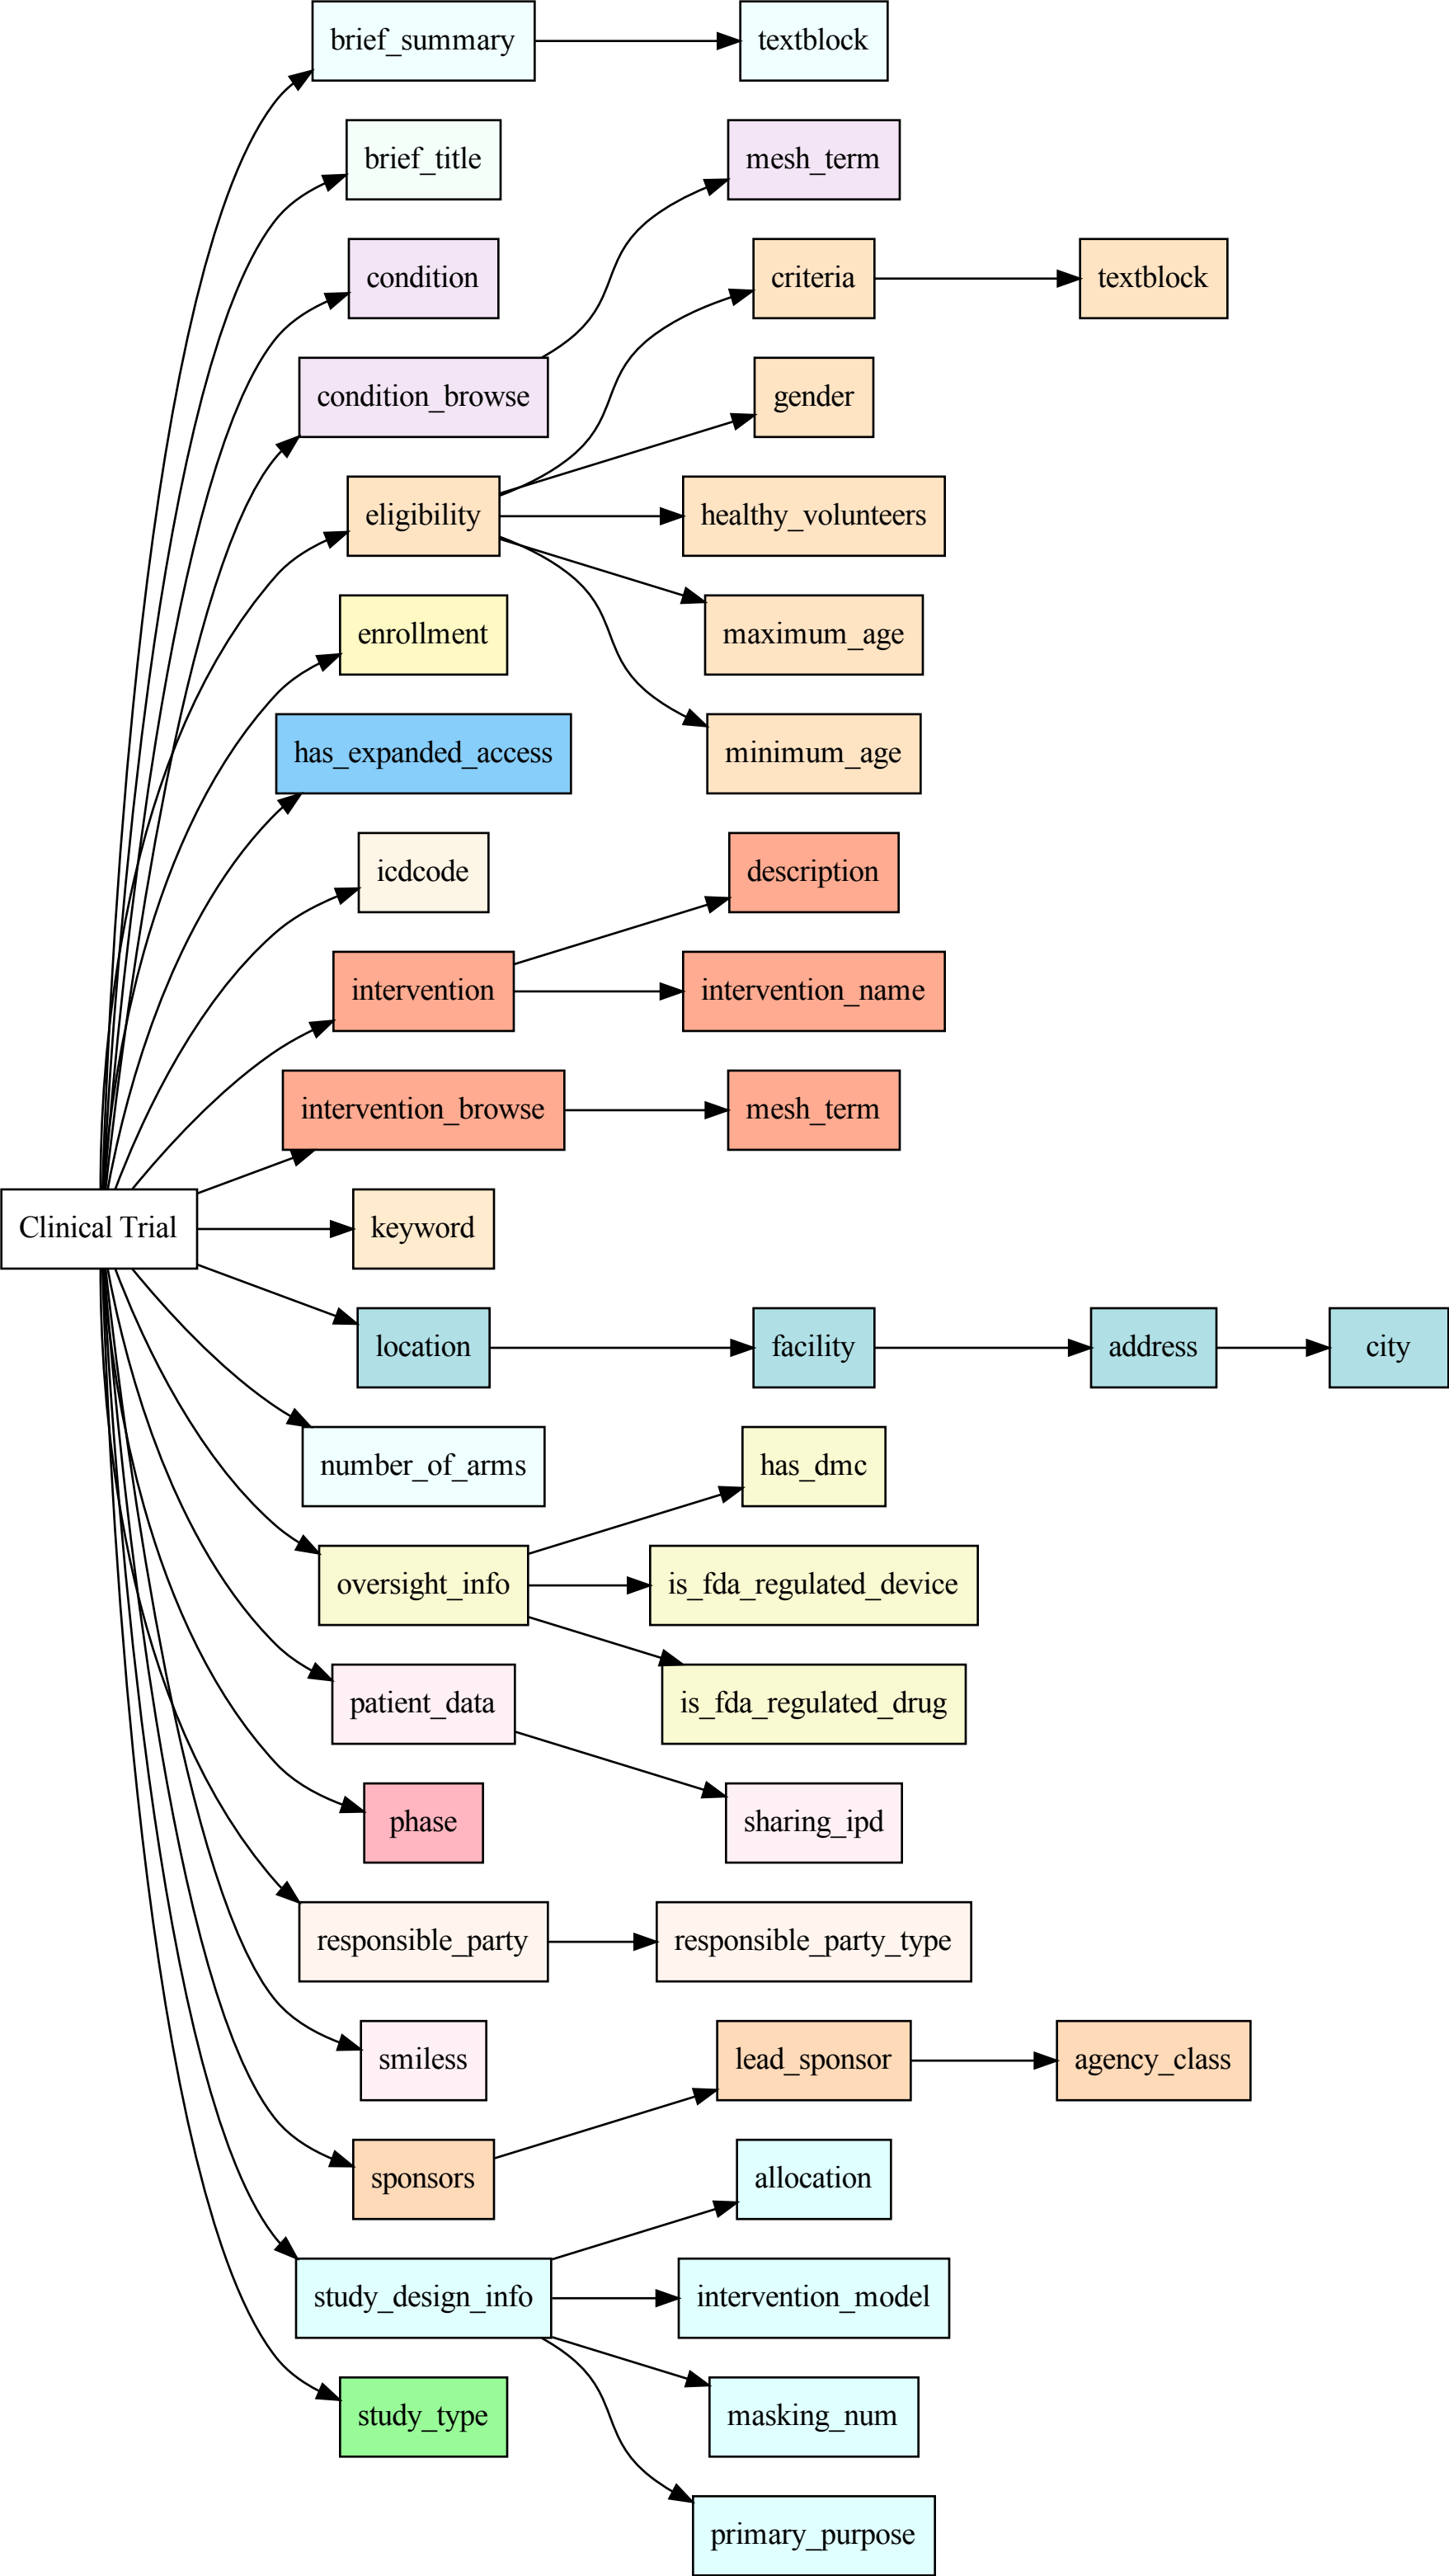 brief_summary
textblock
brief_title
mesh_term
condition
criteria
textblock
condition_browse
gender
eligibility
healthy_volunteers
enrollment
maximum_age
has_expanded_access
minimum_age
icdcode
description
intervention
intervention_name
intervention_browse
mesh_term
Clinical Trial
keyword
location
facility
address
city
number_of_arms
has_dmc
oversight_info
is_fda_regulated_device
patient_data
is_fda_regulated_drug
phase
sharing_ipd
responsible_party
responsible_party_type
smiless
lead_sponsor
agency_class
sponsors
allocation
study_design_info
intervention_model
study_type
masking_num
primary_purpose